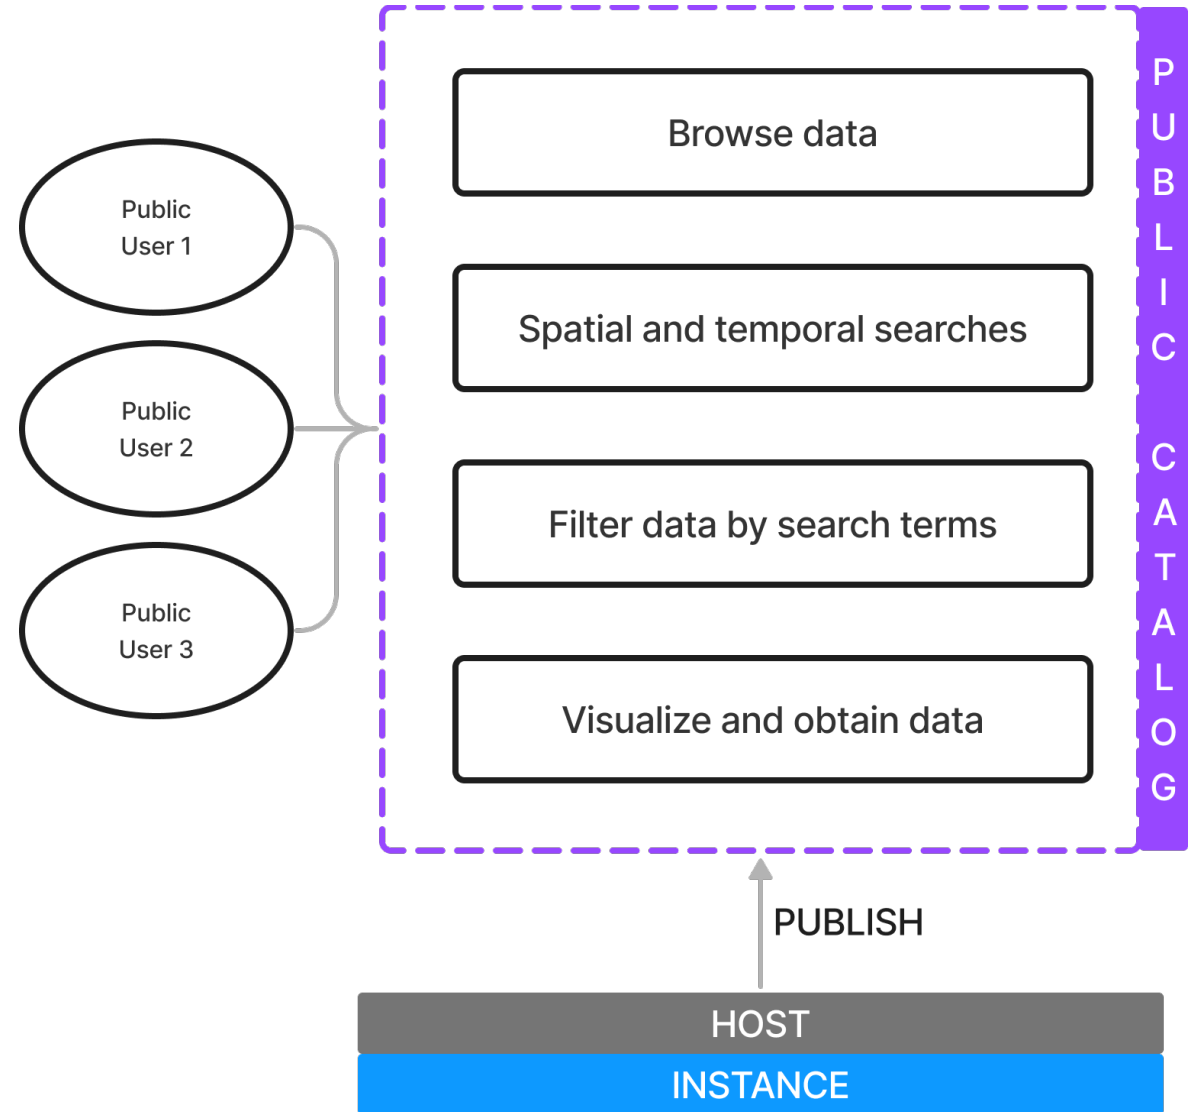 Public
User 1
Public
User 2
Public
User 3
Browse data
Spatial and temporal searches
Filter data by search terms
Visualize and obtain data
PUBLIC CATALOG
PUBLISH
HOST
INSTANCE